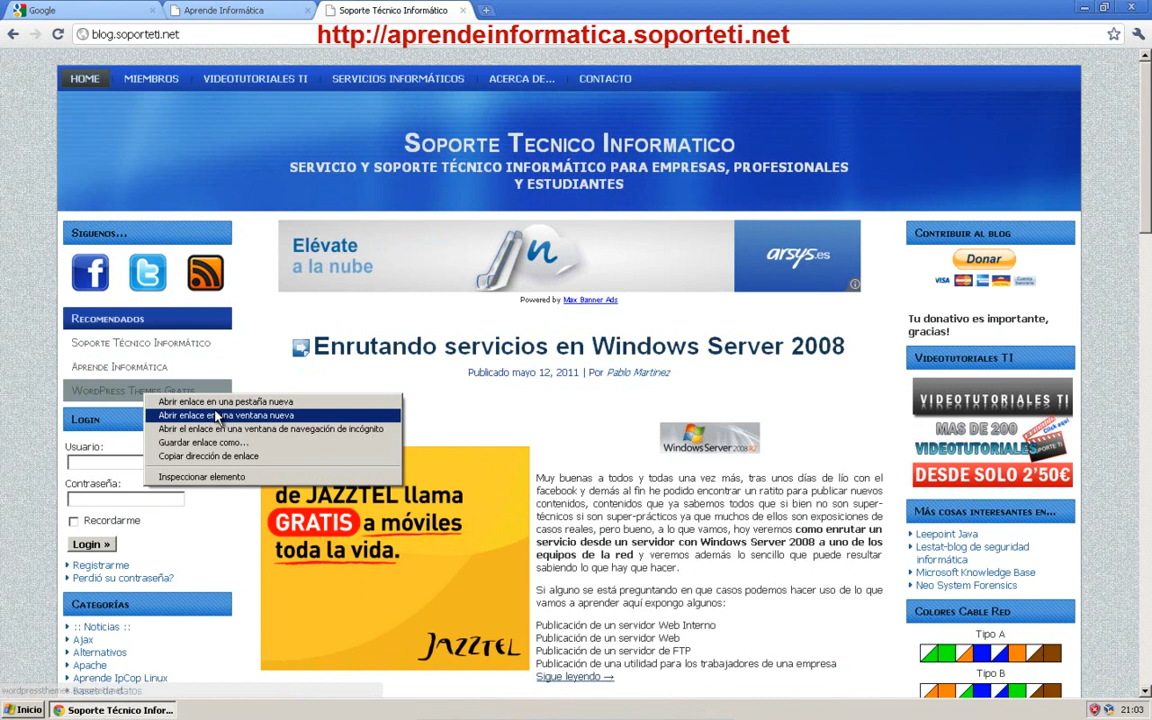 Google
Aprende Informática
Soporte Técnico Informático
blog.soporteti.net
http://aprendeinformatica.soporteti.net
HOME
MIEMBROS
VIDEOTUTORIALES TI
SERVICIOS INFORMÁTICOS
ACERCA DE...
CONTACTO
SOPORTE TECNICO INFORMATICO
SERVICIO Y SOPORTE TÉCNICO INFORMÁTICO PARA EMPRESAS, PROFESIONALES
Y ESTUDIANTES
SIGUENOS...
RECOMENDADOS
SOPORTE TÉCNICO INFORMÁTICO
APRENDE INFORMÁTICA
WORDPRESS THEMES GRATIS
Abrir enlace en una pestaña nueva
Abrir enlace en una ventana nueva
Abrir el enlace en una ventana de navegación de incógnito
Guardar enlace como...
Copiar dirección de enlace
Inspeccionar elemento
LOGIN
Usuario:
Contraseña:
Recordarme
Login »
Registrarme
Perdió su contraseña?
CATEGORÍAS
:: Noticias ::
Ajax
Alternativos
Apache
Aprende IpCop Linux
Elévate
a la nube
arsys.es
Powered by Max Banner Ads
Enrutando servicios en Windows Server 2008
Publicado mayo 12, 2011 | Por Pablo Martinez
WindowsServer2008 R2
de JAZZTEL llama
GRATIS a móviles
toda la vida.
JAZZTEL
Muy buenas a todos y todas una vez más, tras unos días de lío con el
facebook y demás al fin he podido encontrar un ratito para publicar nuevos
contenidos, contenidos que ya sabemos todos que si bien no son super-
técnicos si son super-prácticos ya que muchos de ellos son exposiciones de
casos reales, pero bueno, a lo que vamos, hoy veremos como enrutar un
servicio desde un servidor con Windows Server 2008 a uno de los
equipos de la red y veremos además lo sencillo que puede resultar
sabiendo lo que hay que hacer.
Si alguno se está preguntando en que casos podemos hacer uso de lo que
vamos a aprender aquí expongo algunos:
Publicación de un servidor Web Interno
Publicación de un servidor Web
Publicación de un servidor de FTP
Publicación de una utilidad para los trabajadores de una empresa
Sigue leyendo →
CONTRIBUIR AL BLOG
Donar
VISA
Tu donativo es importante,
gracias!
VIDEOTUTORIALES TI
VIDEOTUTORIALES TI
MAS DE 200
VIDEOTUTORIALES
DESDE SOLO 2'50€
MÁS COSAS INTERESANTES EN...
Leepoint Java
Lestat-blog de seguridad
informática
Microsoft Knowledge Base
Neo System Forensics
COLORES CABLE RED
Tipo A
Tipo B
Inicio
Soporte Técnico Infor...
21:03